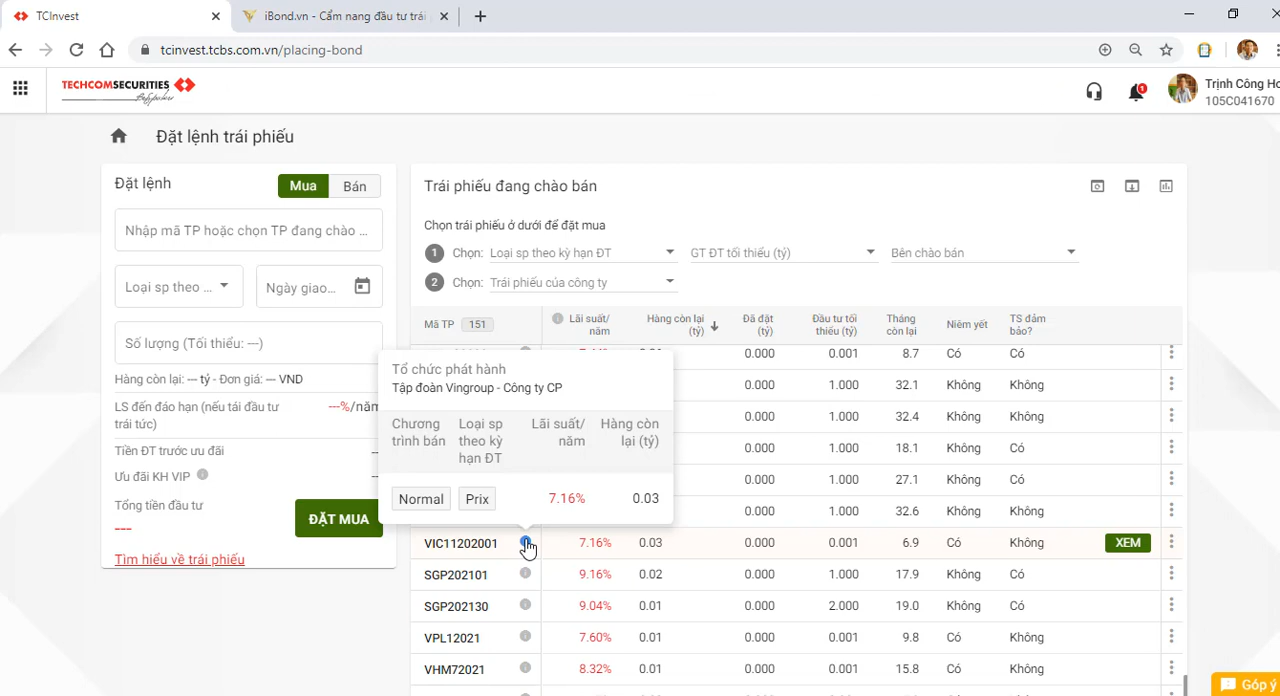 TCInvest
iBond.vn - Cẩm nang đầu tư trái
tcinvest.tcbs.com.vn/placing-bond
TECHCOMSECURITIES
1
Trịnh Công Ho
105C041670
Đặt lệnh trái phiếu
Đặt lệnh
Mua
Bán
Nhập mã TP hoặc chọn TP đang chào ...
Loại sp theo ...
Ngày giao...
Số lượng (Tối thiểu: ---)
Hàng còn lại: --- tỷ - Đơn giá: --- VND
LS đến đáo hạn (nếu tái đầu tư trái tức)
---%/năm
Tiền ĐT trước ưu đãi
Ưu đãi KH VIP
Tổng tiền đầu tư
---
ĐẶT MUA
Tìm hiểu về trái phiếu
Trái phiếu đang chào bán
Chọn trái phiếu ở dưới để đặt mua
1 Chọn: Loại sp theo kỳ hạn ĐT GT ĐT tối thiểu (tỷ) Bên chào bán
2 Chọn: Trái phiếu của công ty
Mã TP 151 Lãi suất/năm Hàng còn lại (tỷ) Đã đặt (tỷ) Đầu tư tối thiểu (tỷ) Tháng còn lại Niêm yết TS đảm bảo?
0.000 0.001 8.7 Có Có
0.000 1.000 32.1 Không Không
0.000 1.000 32.4 Không Không
0.000 1.000 18.1 Không Có
0.000 1.000 27.1 Không Có
0.000 1.000 32.6 Không Không
Tổ chức phát hành
Tập đoàn Vingroup - Công ty CP
Chương trình bán Loại sp theo kỳ hạn ĐT Lãi suất/năm Hàng còn lại (tỷ)
Normal Prix 7.16% 0.03
VIC11202001 7.16% 0.03 0.000 0.001 6.9 Có Không XEM
SGP202101 9.16% 0.02 0.000 1.000 17.9 Không Có
SGP202130 9.04% 0.01 0.000 2.000 19.0 Không Có
VPL12021 7.60% 0.01 0.000 0.001 9.8 Có Không
VHM72021 8.32% 0.01 0.000 0.001 15.8 Có Không
Góp ý